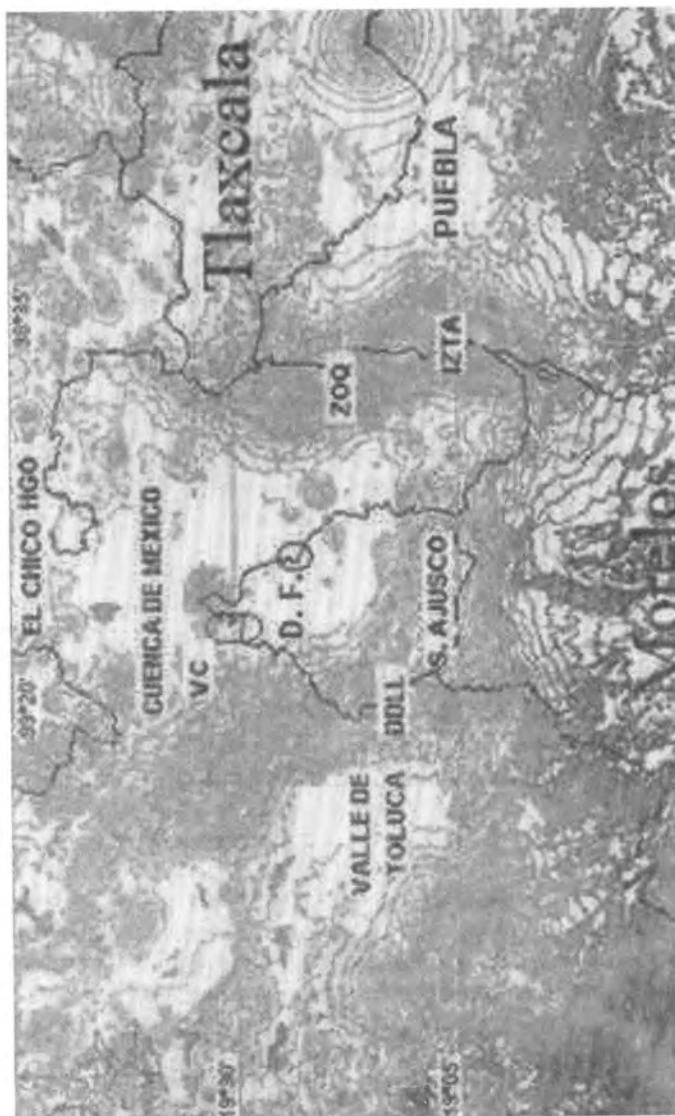 99°20'
98°35'
EL CHICO HGO
CUENCA DE MEXICO
V C
Tlaxcala
19°30'
D. F.
ZOQ
VALLE DE
TOLUCA
DDLL
S. AJUSCO
IZTA
PUEBLA
19°05'
Morelos